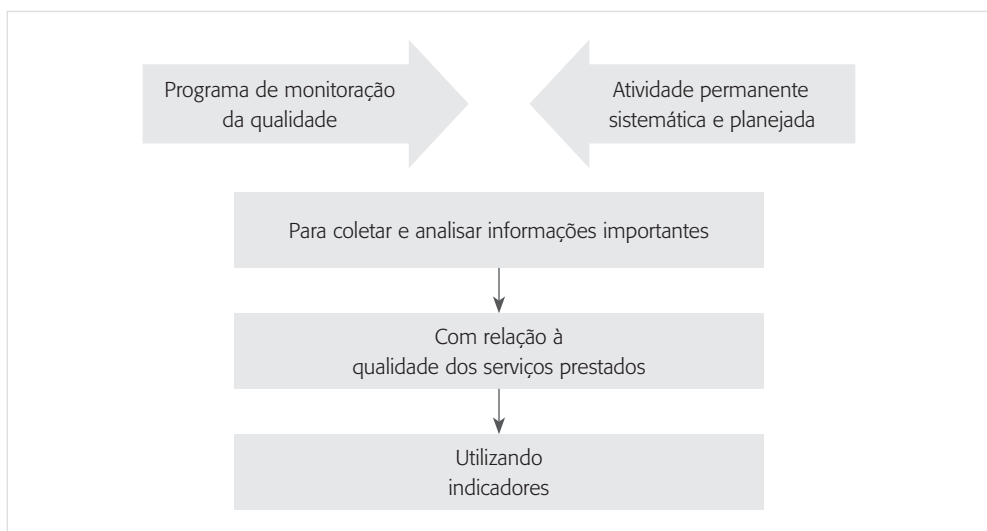 Programa de monitoração
da qualidade
Atividade permanente
sistemática e planejada
Para coletar e analisar informações importantes
Com relação à
qualidade dos serviços prestados
Utilizando
indicadores